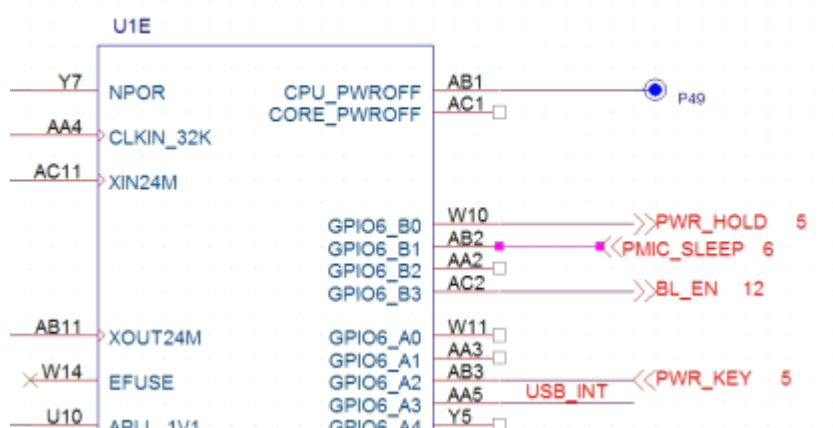 U1E
Y7 NPOR CPU_PWROFF AB1 P49
CORE_PWROFF AC1
AA4 CLKIN_32K
AC11 XIN24M
GPIO6_B0 W10 PWR_HOLD 5
GPIO6_B1 AB2 PMIC_SLEEP 6
GPIO6_B2 AA2
GPIO6_B3 AC2 BL_EN 12
AB11 XOUT24M GPIO6_A0 W11
GPIO6_A1 AA3
W14 EFUSE GPIO6_A2 AB3 PWR_KEY 5
GPIO6_A3 AA5 USB_INT
U10 APLL_1V1 GPIO6_A4 Y5